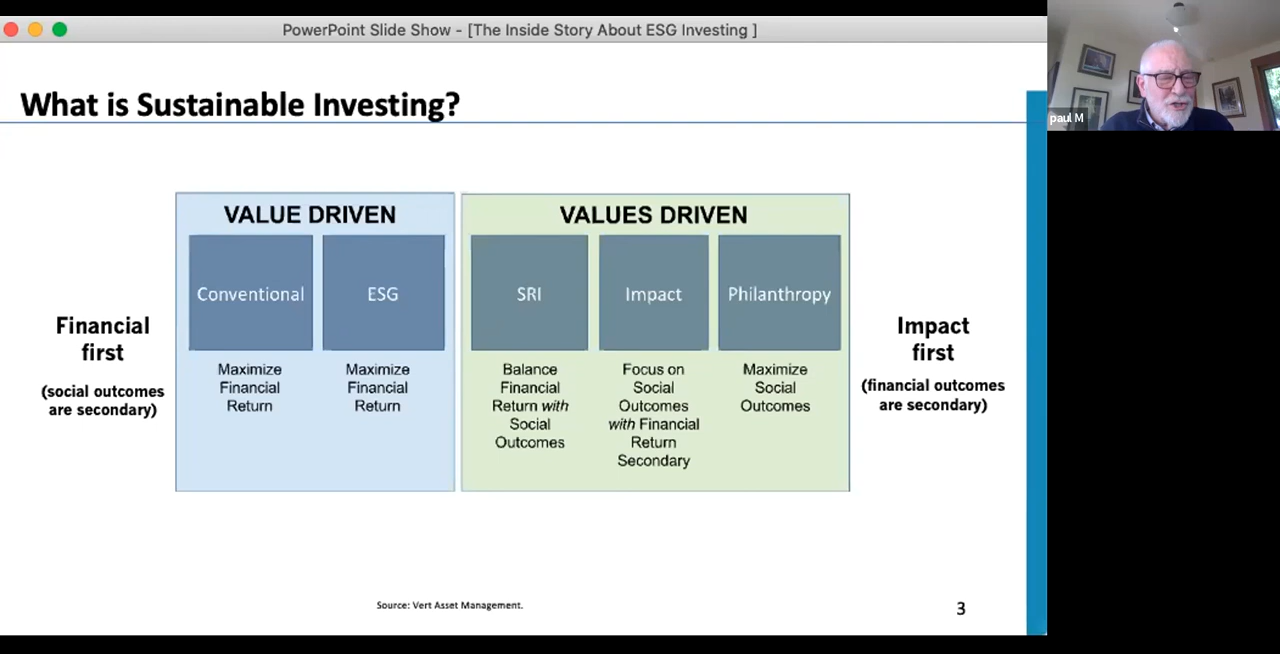 PowerPoint Slide Show - [The Inside Story About ESG Investing ]
paul M
What is Sustainable Investing?
Financial
first
(social outcomes
are secondary)
VALUE DRIVEN
Conventional
Maximize
Financial
Return
ESG
Maximize
Financial
Return
VALUES DRIVEN
SRI
Balance
Financial
Return with
Social
Outcomes
Impact
Focus on
Social
Outcomes
with Financial
Return
Secondary
Philanthropy
Maximize
Social
Outcomes
Impact
first
(financial outcomes
are secondary)
Source: Vert Asset Management.
3